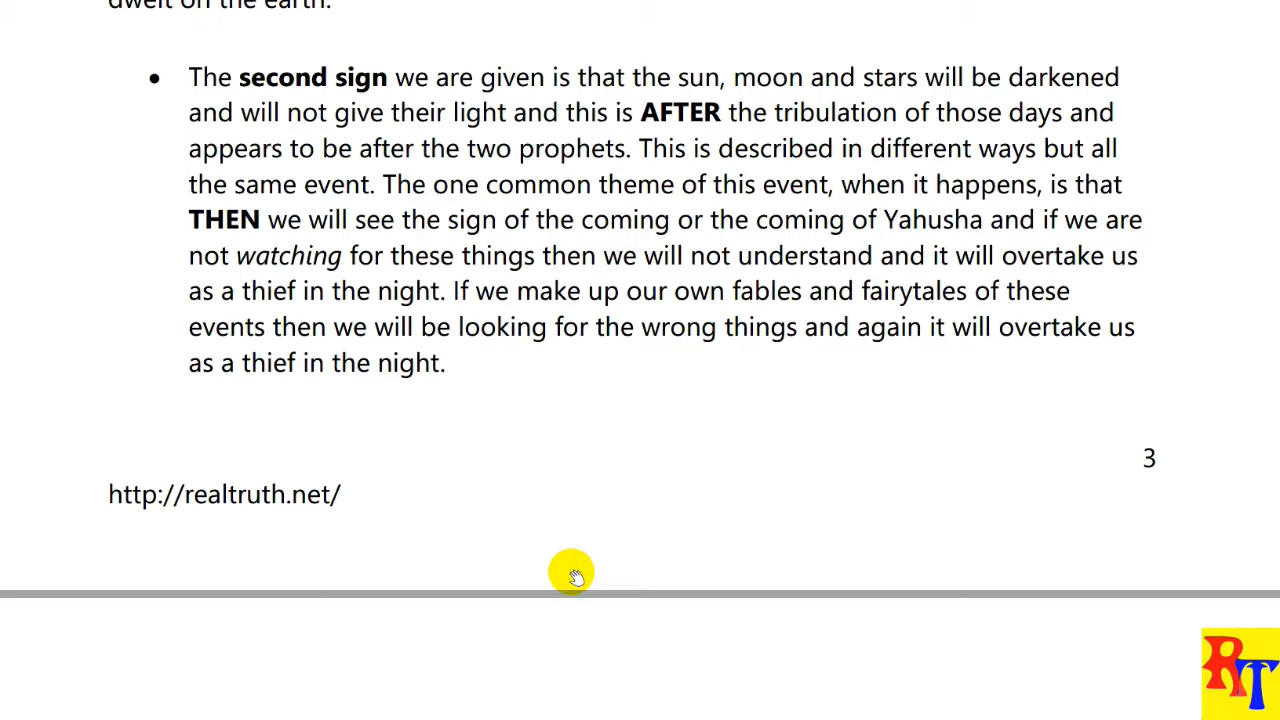 dwelt on the earth.
• The second sign we are given is that the sun, moon and stars will be darkened
and will not give their light and this is AFTER the tribulation of those days and
appears to be after the two prophets. This is described in different ways but all
the same event. The one common theme of this event, when it happens, is that
THEN we will see the sign of the coming or the coming of Yahusha and if we are
not watching for these things then we will not understand and it will overtake us
as a thief in the night. If we make up our own fables and fairytales of these
events then we will be looking for the wrong things and again it will overtake us
as a thief in the night.
3
http://realtruth.net/
RT